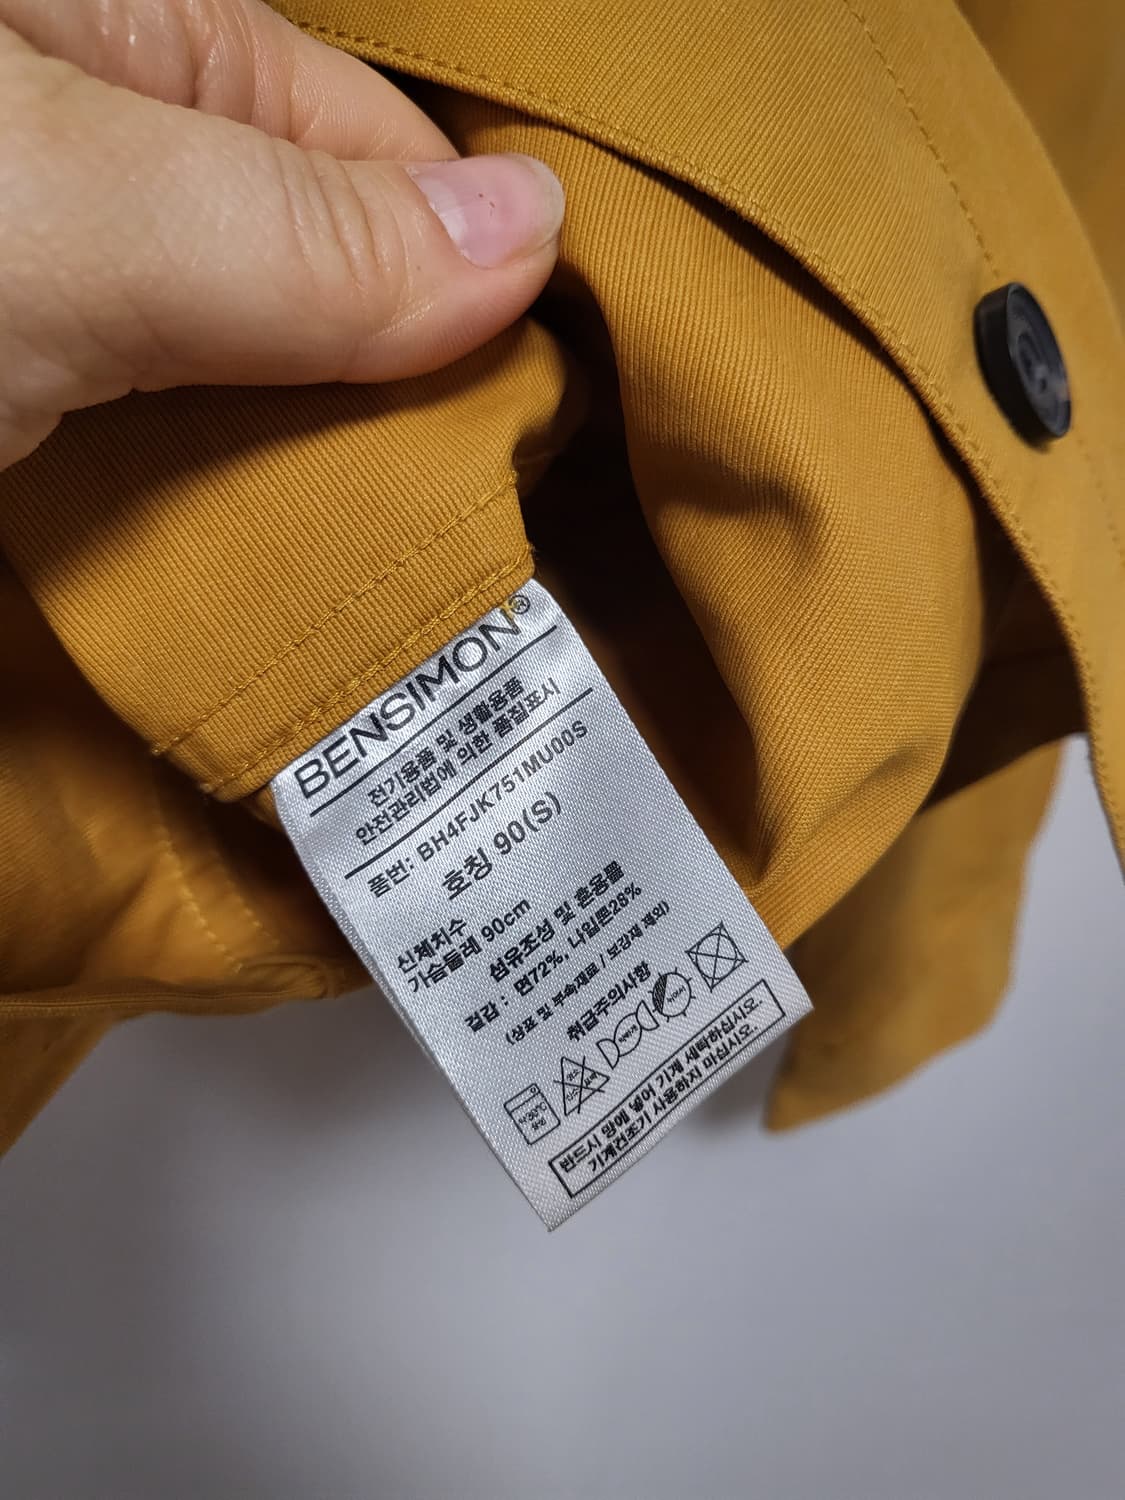 BENSIMON®
전기용품 및 생활용품
안전관리법에 의한 품질표시
품번: BH4FJK751MU00S
호칭 90(S)
신체치수
가슴둘레 90cm
섬유조성 및 혼용률
겉감 : 면72%, 나일론28%
(상표 및 부속재료 / 보강재 제외)
취급주의사항
반드시 망에 넣어 기계 세탁하십시오.
기계건조기 사용하지 마십시오.